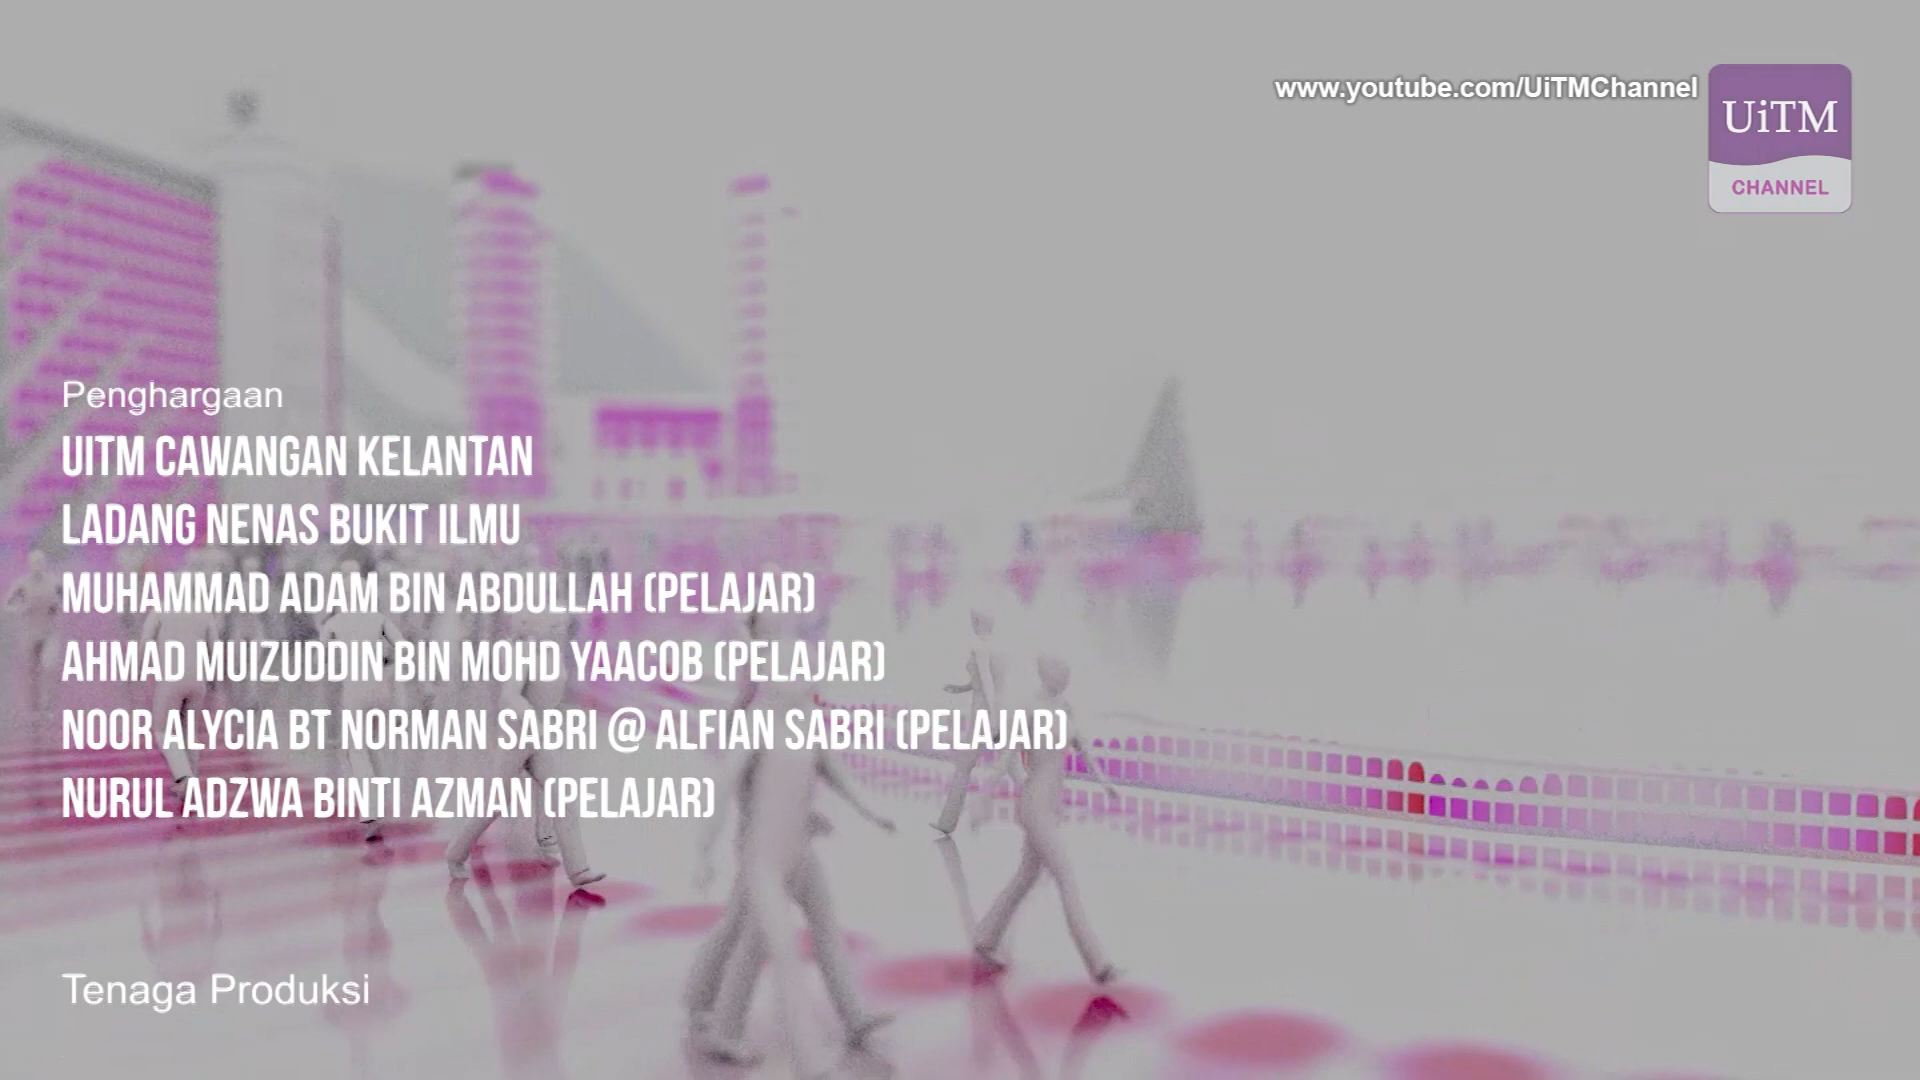 www.youtube.com/UiTMChannel
UiTM
CHANNEL
Penghargaan
UITM CAWANGAN KELANTAN
LADANG NENAS BUKIT ILMU
MUHAMMAD ADAM BIN ABDULLAH (PELAJAR)
AHMAD MUIZUDDIN BIN MOHD YAACOB (PELAJAR)
NOOR ALYCIA BT NORMAN SABRI @ ALFIAN SABRI (PELAJAR)
NURUL ADZWA BINTI AZMAN (PELAJAR)
Tenaga Produksi